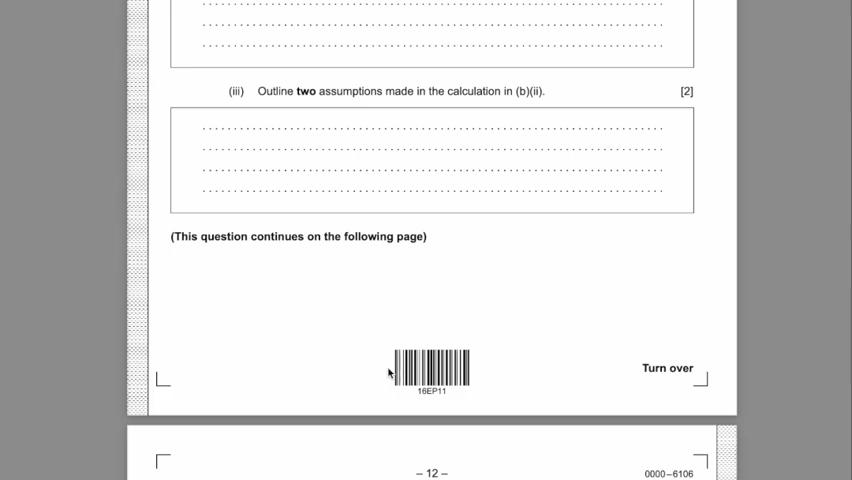 (iii) Outline two assumptions made in the calculation in (b)(ii). [2]
(This question continues on the following page)
Turn over
16EP11
– 12 –
0000–6106